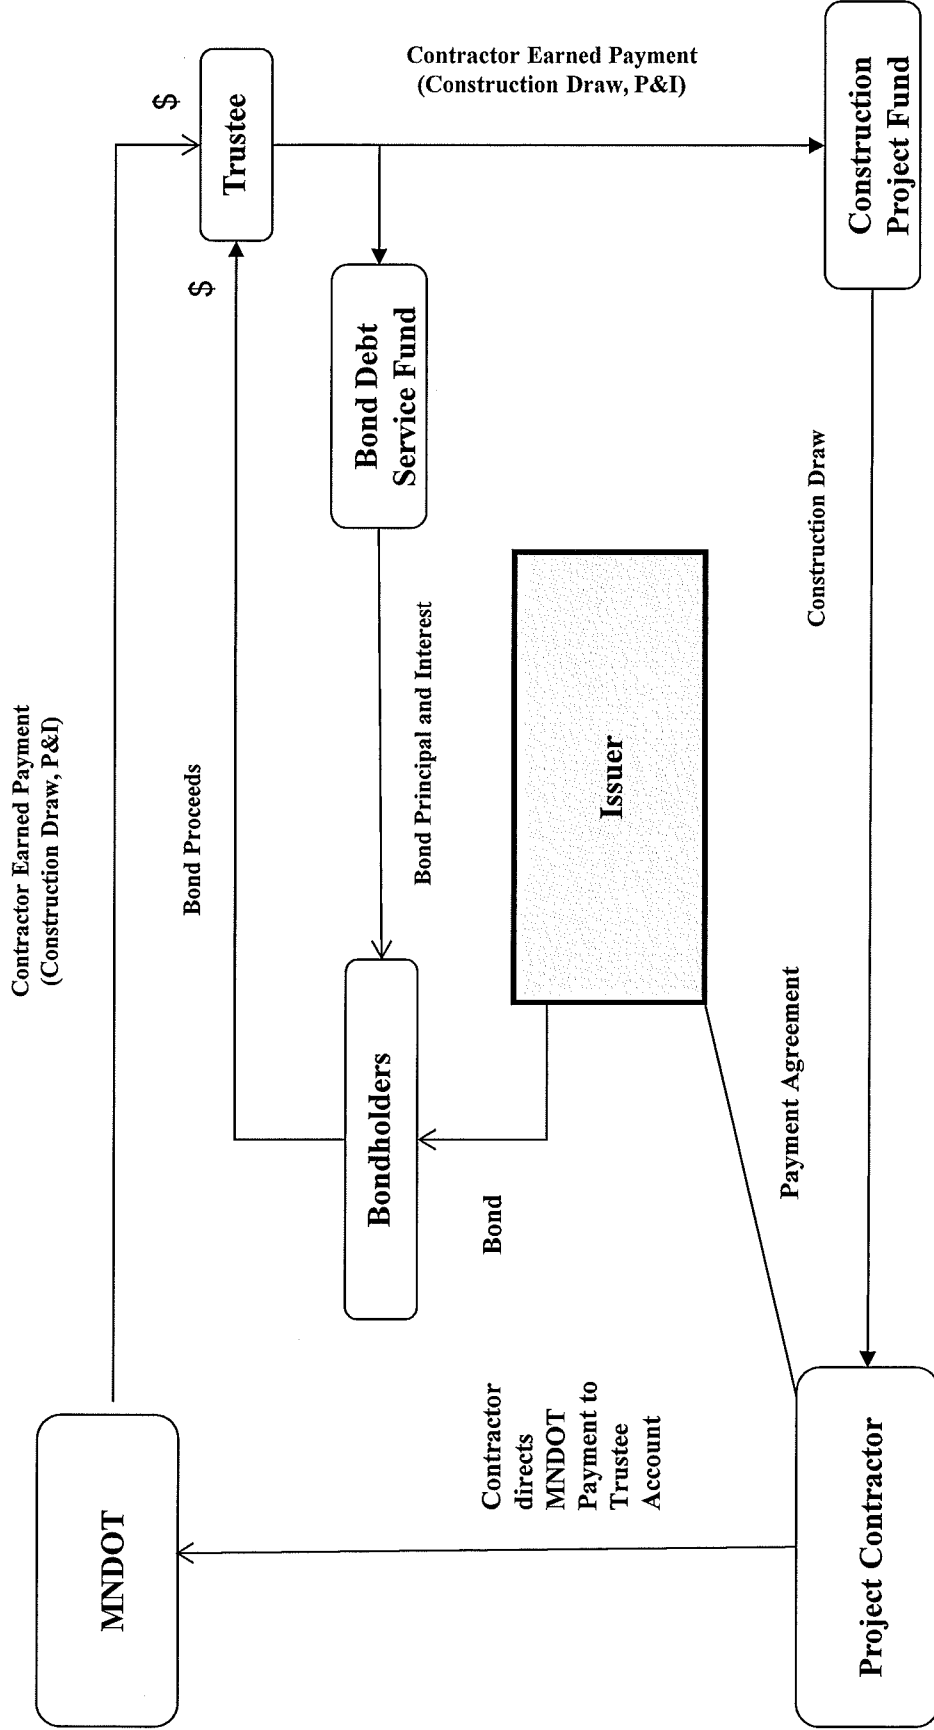 Contractor Earned Payment
(Construction Draw, P&I)
MNDOT
$
Bond Proceeds
$
Trustee
Contractor Earned Payment
(Construction Draw, P&I)
Bondholders
Bond Principal and Interest
Bond Debt
Service Fund
Bond
Issuer
Contractor
directs
MNDOT
Payment to
Trustee
Account
Payment Agreement
Construction Draw
Project Contractor
Construction
Project Fund